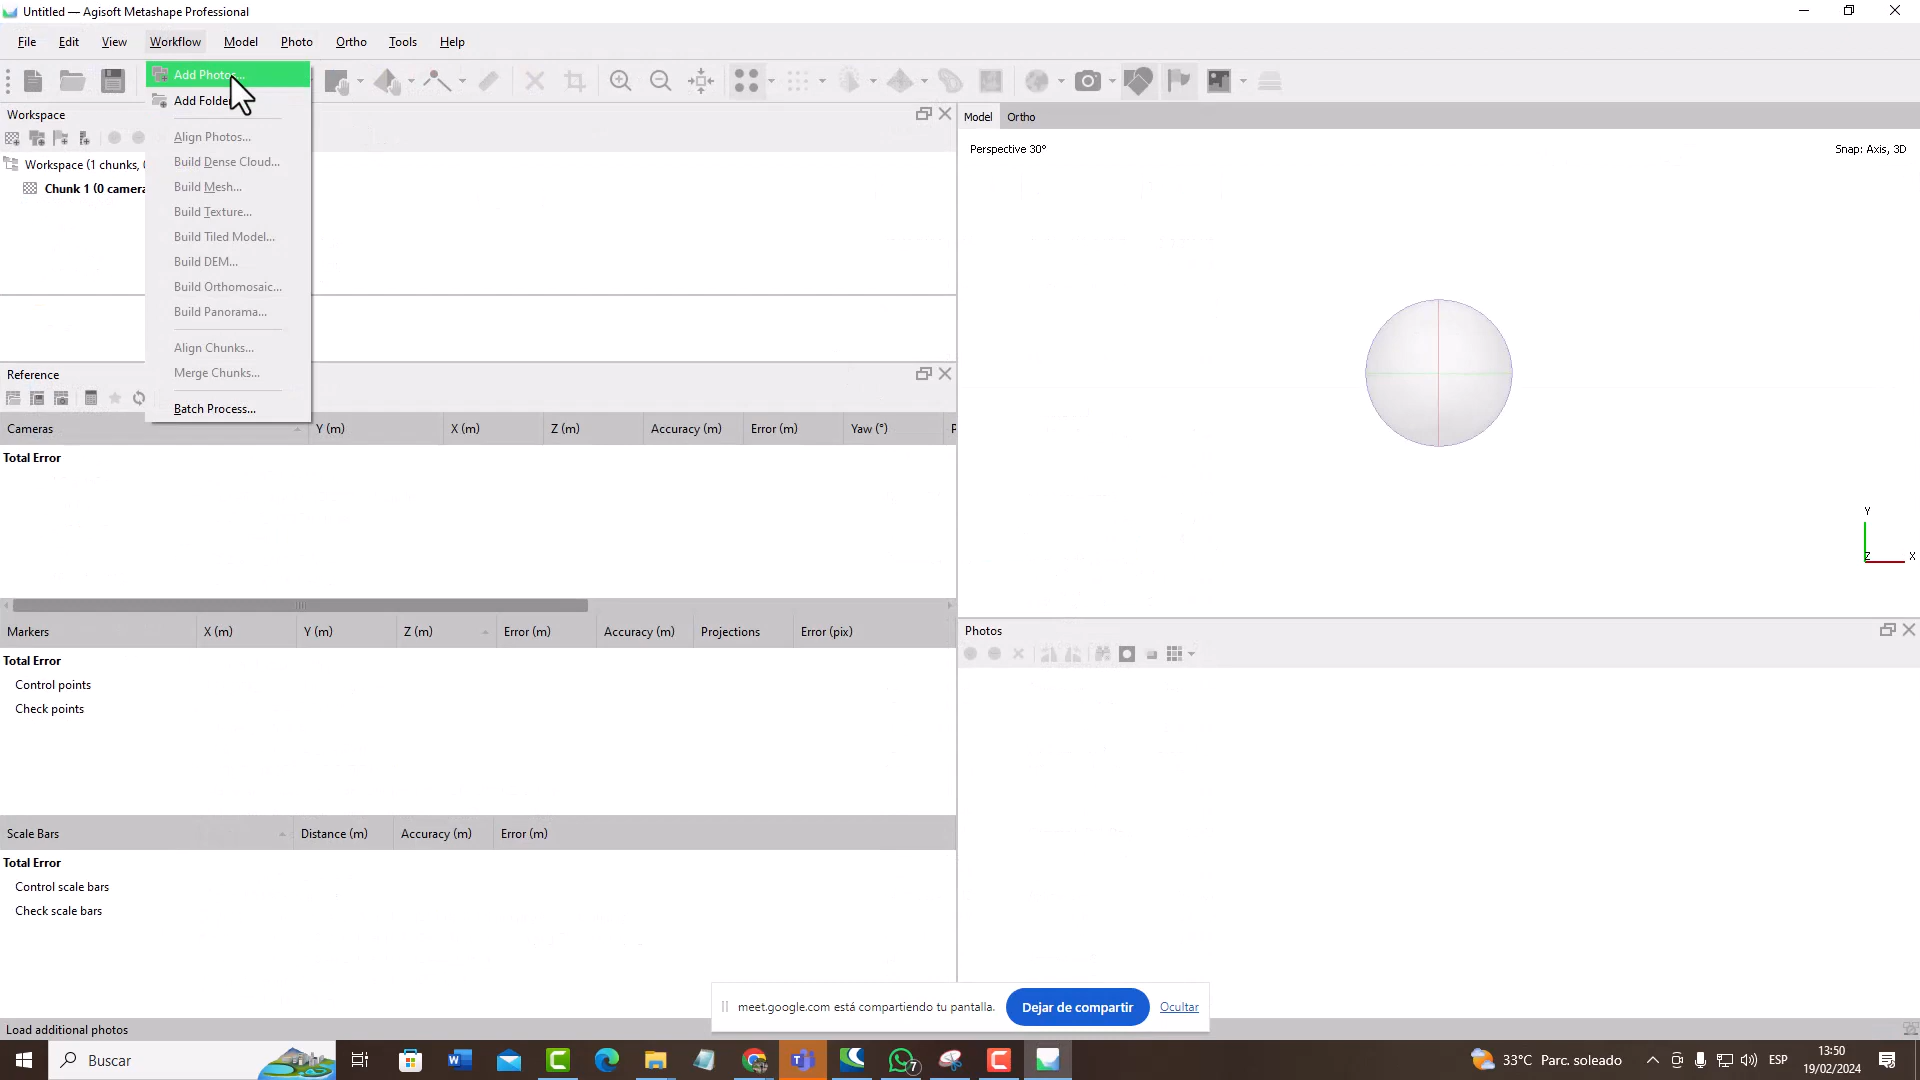 Untitled — Agisoft Metashape Professional
File Edit View Workflow Model Photo Ortho Tools Help
Add Photos...
Add Folder
Align Photos...
Build Dense Cloud...
Build Mesh...
Build Texture...
Build Tiled Model...
Build DEM...
Build Orthomosaic...
Build Panorama...
Align Chunks...
Merge Chunks...
Batch Process...
Workspace
Workspace (1 chunks,
Chunk 1 (0 camera
Model Ortho
Perspective 30°
Snap: Axis, 3D
Y
Z X
Reference
Cameras Y (m) X (m) Z (m) Accuracy (m) Error (m) Yaw (°) P
Total Error
Markers X (m) Y (m) Z (m) Error (m) Accuracy (m) Projections Error (pix)
Total Error
Control points
Check points
Scale Bars Distance (m) Accuracy (m) Error (m)
Total Error
Control scale bars
Check scale bars
Photos
meet.google.com está compartiendo tu pantalla. Dejar de compartir Ocultar
Load additional photos
Buscar
7
33°C Parc. soleado
ESP
13:50
19/02/2024